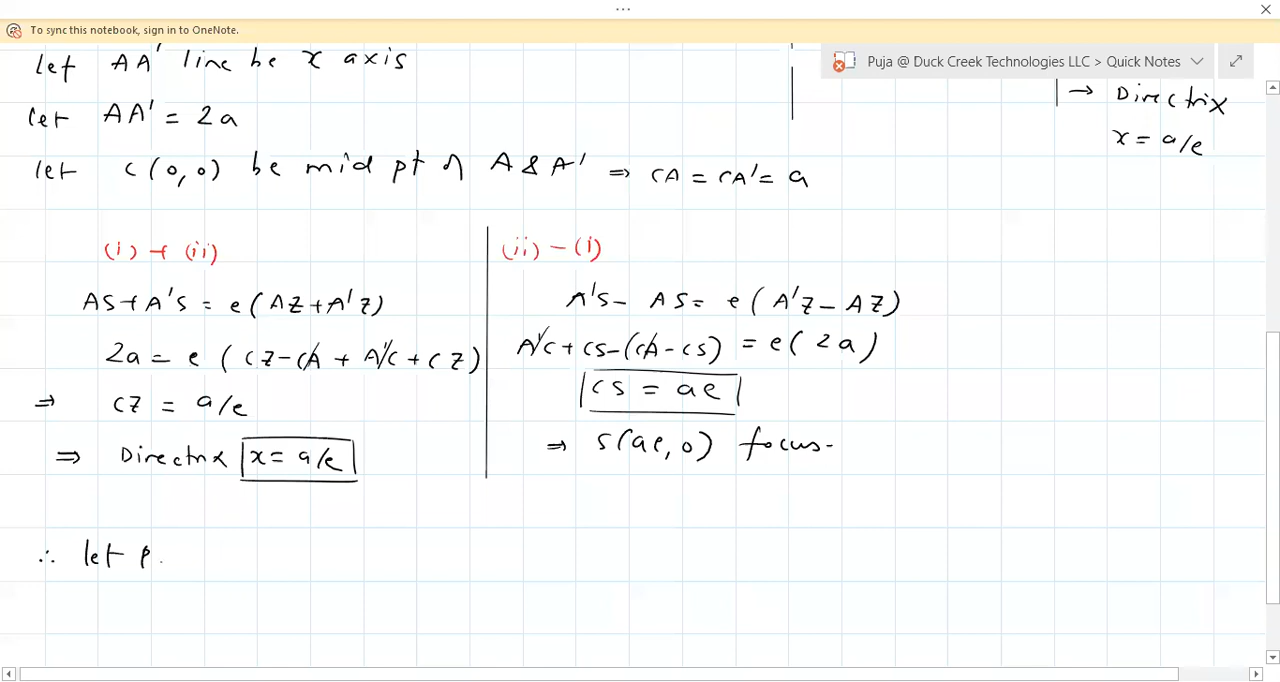 To sync this notebook, sign in to OneNote.
Puja @ Duck Creek Technologies LLC > Quick Notes
let AA' line be x axis
let AA' = 2a
let C(0,0) be mid pt of A & A' ⇒ CA = CA' = a
→ Directrix
x = a/e
(i) + (ii)
AS + A'S = e(AZ + A'Z)
2a = e (CZ - CA + A'C + CZ)
⇒ CZ = a/e
⇒ Directrix x = a/e
(ii) - (i)
A'S - AS = e(A'Z - AZ)
A'C + CS - (CA - CS) = e(2a)
CS = ae
⇒ S(ae, 0) focus-
∴ let P.